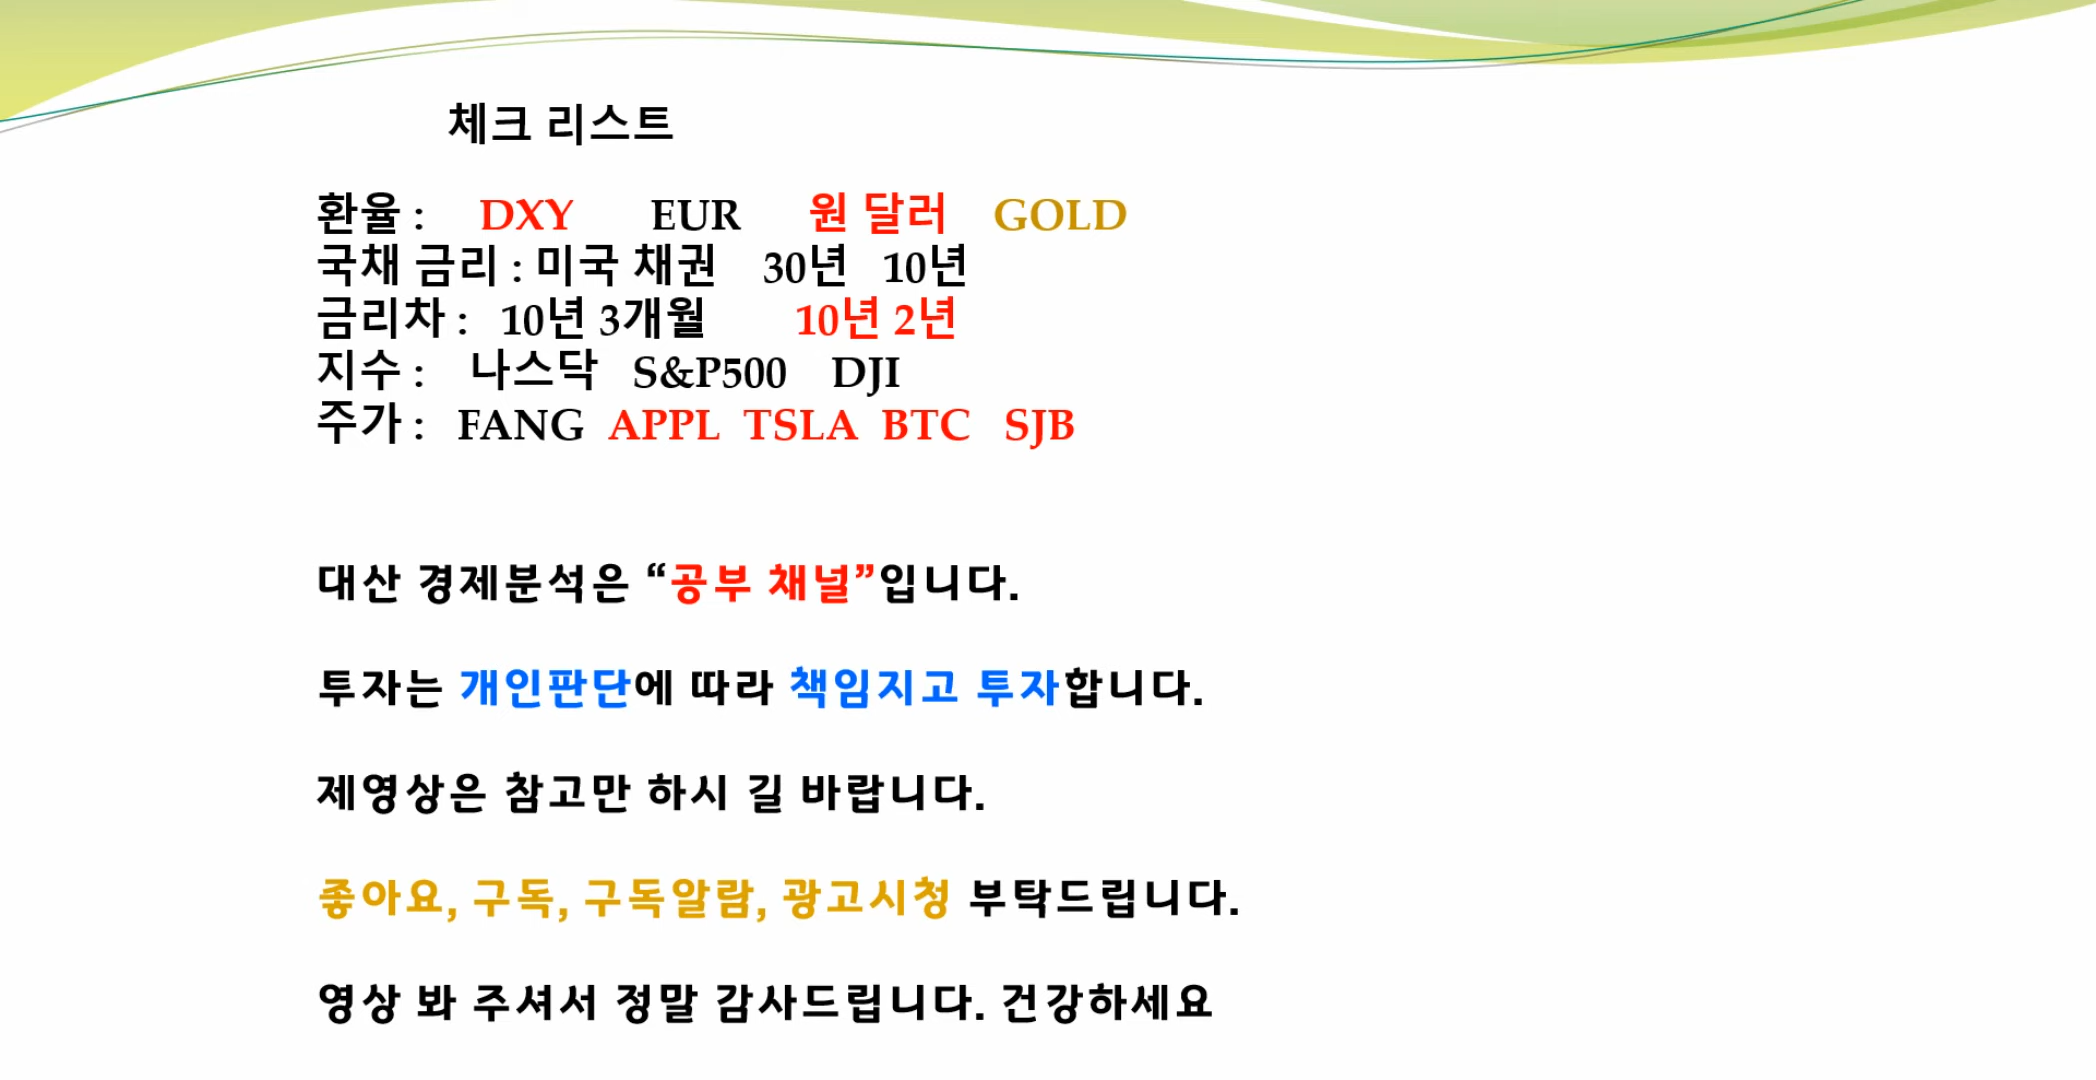 체크 리스트
환율 : DXY EUR 원 달러 GOLD
국채 금리 : 미국 채권 30년 10년
금리차 : 10년 3개월 10년 2년
지수 : 나스닥 S&P500 DJI
주가 : FANG APPL TSLA BTC SJB
대산 경제분석은 “공부 채널”입니다.
투자는 개인판단에 따라 책임지고 투자합니다.
제영상은 참고만 하시 길 바랍니다.
좋아요, 구독, 구독알람, 광고시청 부탁드립니다.
영상 봐 주셔서 정말 감사드립니다. 건강하세요